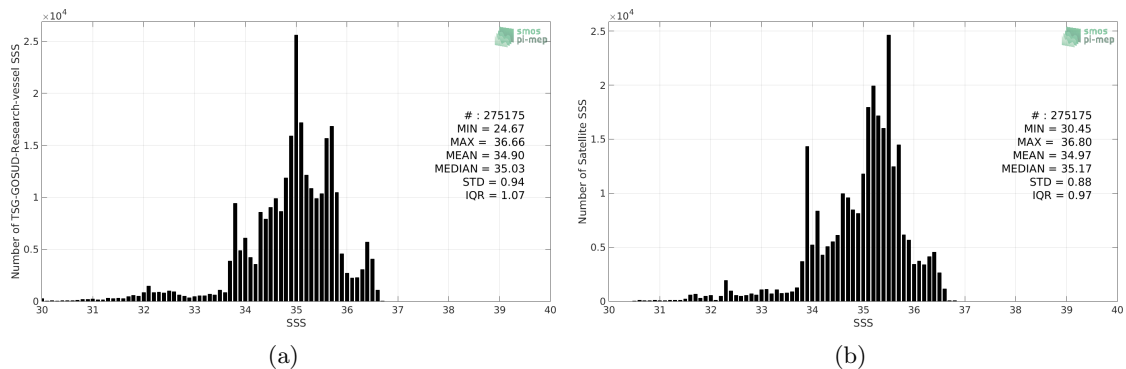 ×10⁴
2.5
2
1.5
1
0.5
0
30 31 32 33 34 35 36 37 38 39 40
SSS
Number of TSG-GOSUD-Research-vessel SSS
smos
pi-mep
# : 275175
MIN = 24.67
MAX = 36.66
MEAN = 34.90
MEDIAN = 35.03
STD = 0.94
IQR = 1.07
(a)
×10⁴
2.5
2
1.5
1
0.5
0
30 31 32 33 34 35 36 37 38 39 40
SSS
Number of Satellite SSS
smos
pi-mep
# : 275175
MIN = 30.45
MAX = 36.80
MEAN = 34.97
MEDIAN = 35.17
STD = 0.88
IQR = 0.97
(b)